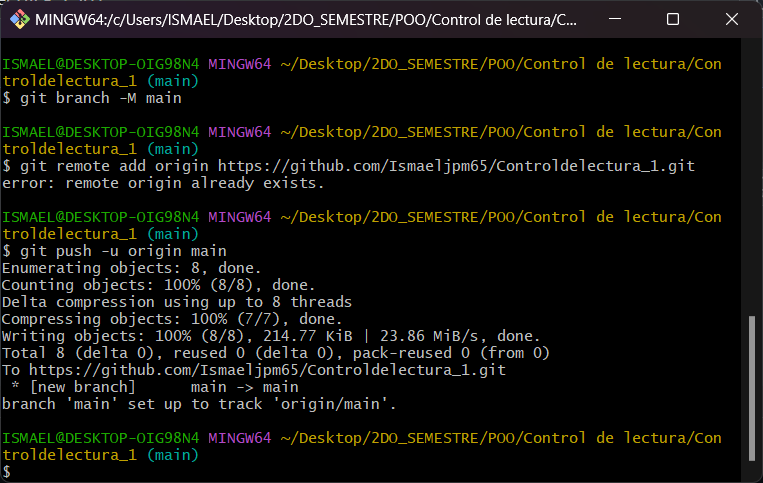 MINGW64:/c/Users/ISMAEL/Desktop/2DO_SEMESTRE/POO/Control de lectura/C...
ISMAEL@DESKTOP-OIG98N4 MINGW64 ~/Desktop/2DO_SEMESTRE/POO/Control de lectura/Con
troldelectura_1 (main)
$ git branch -M main
ISMAEL@DESKTOP-OIG98N4 MINGW64 ~/Desktop/2DO_SEMESTRE/POO/Control de lectura/Con
troldelectura_1 (main)
$ git remote add origin https://github.com/Ismaeljpm65/Controldelectura_1.git
error: remote origin already exists.
ISMAEL@DESKTOP-OIG98N4 MINGW64 ~/Desktop/2DO_SEMESTRE/POO/Control de lectura/Con
troldelectura_1 (main)
$ git push -u origin main
Enumerating objects: 8, done.
Counting objects: 100% (8/8), done.
Delta compression using up to 8 threads
Compressing objects: 100% (7/7), done.
Writing objects: 100% (8/8), 214.77 KiB | 23.86 MiB/s, done.
Total 8 (delta 0), reused 0 (delta 0), pack-reused 0 (from 0)
To https://github.com/Ismaeljpm65/Controldelectura_1.git
 * [new branch]      main -> main
branch 'main' set up to track 'origin/main'.
ISMAEL@DESKTOP-OIG98N4 MINGW64 ~/Desktop/2DO_SEMESTRE/POO/Control de lectura/Con
troldelectura_1 (main)
$